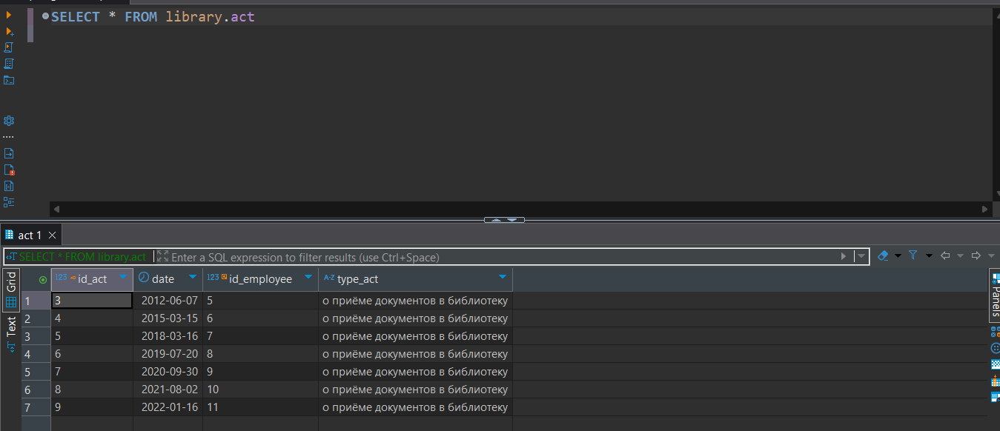 SELECT * FROM library.act
act 1
SELECT * FROM library.act Enter a SQL expression to filter results (use Ctrl+Space)
Grid
Text
Panels
123 id_act date 123 id_employee A-Z type_act
1 3 2012-06-07 5 о приёме документов в библиотеку
2 4 2015-03-15 6 о приёме документов в библиотеку
3 5 2018-03-16 7 о приёме документов в библиотеку
4 6 2019-07-20 8 о приёме документов в библиотеку
5 7 2020-09-30 9 о приёме документов в библиотеку
6 8 2021-08-02 10 о приёме документов в библиотеку
7 9 2022-01-16 11 о приёме документов в библиотеку